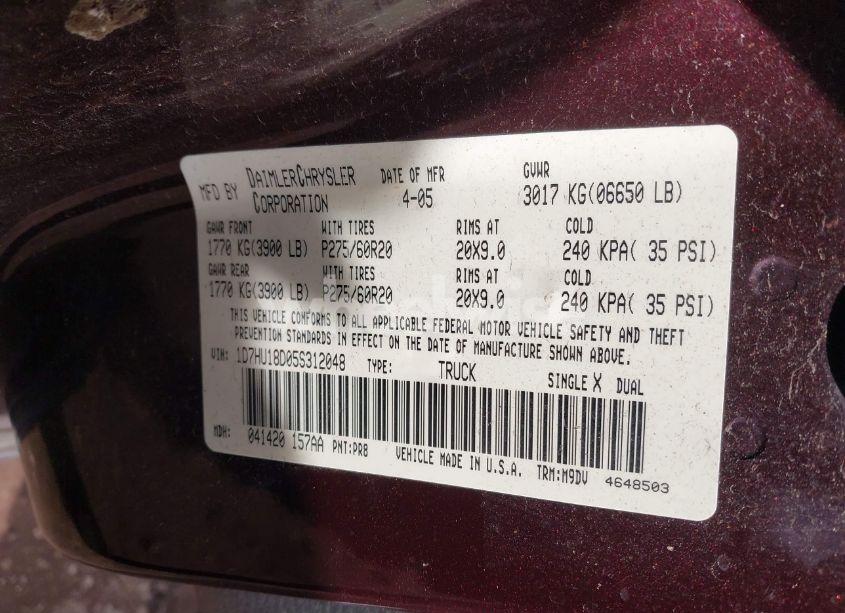 MFD BY DAIMLERCHRYSLER CORPORATION DATE OF MFR 4-05 GVWR 3017 KG(06650 LB)
GAWR FRONT WITH TIRES RIMS AT COLD
1770 KG(3900 LB) P275/60R20 20X9.0 240 KPA( 35 PSI)
GAWR REAR WITH TIRES RIMS AT COLD
1770 KG(3900 LB) P275/60R20 20X9.0 240 KPA( 35 PSI)
THIS VEHICLE CONFORMS TO ALL APPLICABLE FEDERAL MOTOR VEHICLE SAFETY AND THEFT
PREVENTION STANDARDS IN EFFECT ON THE DATE OF MANUFACTURE SHOWN ABOVE.
VIN: 1D7HU18D05S312048 TYPE: TRUCK SINGLE X DUAL
MDH: 041420 157AA PNT:PR8 VEHICLE MADE IN U.S.A. TRM:M9DV 4648503